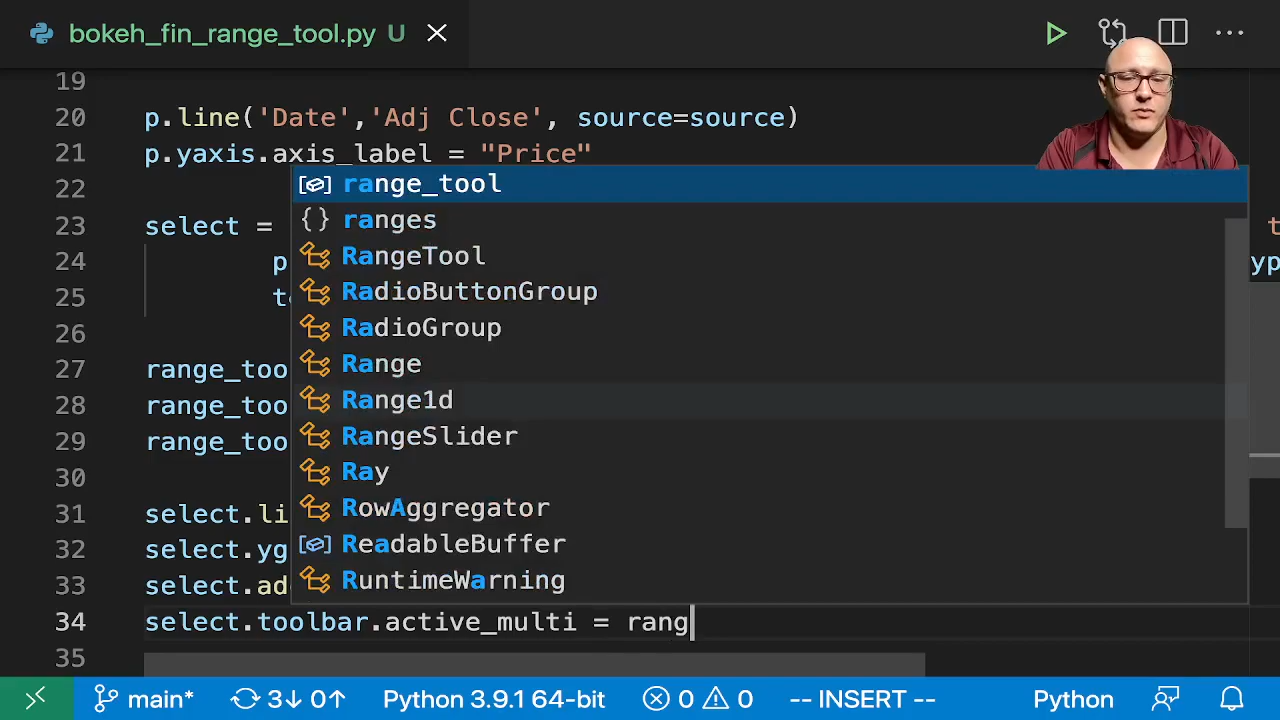 bokeh_fin_range_tool.py U
19
20 p.line('Date','Adj Close', source=source)
21 p.yaxis.axis_label = "Price"
22
range_tool
ranges
RangeTool
RadioButtonGroup
RadioGroup
Range
Range1d
RangeSlider
Ray
RowAggregator
ReadableBuffer
RuntimeWarning
23 select =
24 p yp
25
26
27 range_too
28 range_too
29 range_too
30
31 select.li
32 select.yg
33 select.ad
34 select.toolbar.active_multi = rang
35
main* 3↓ 0↑ Python 3.9.1 64-bit 0 0 -- INSERT -- Python